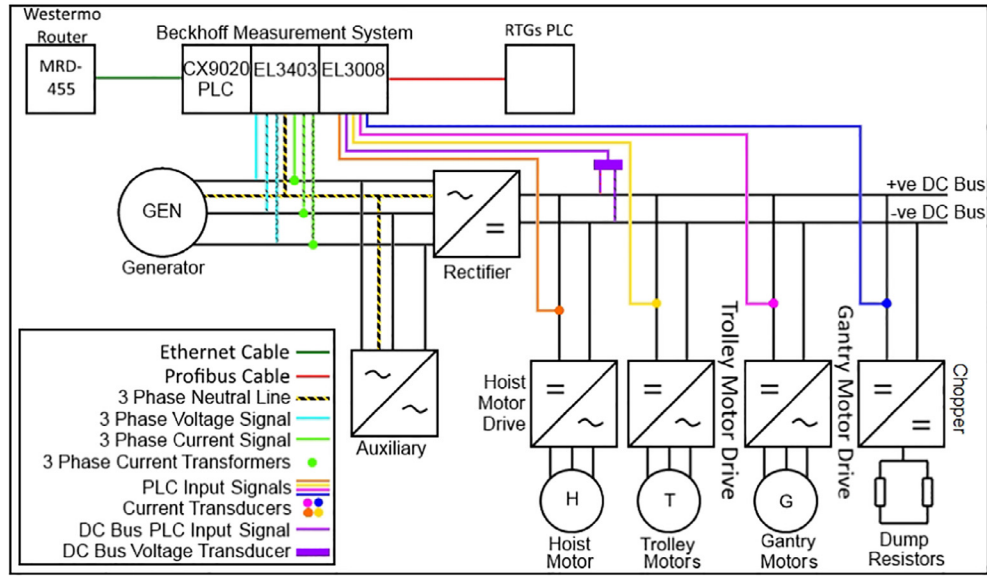 Westermo
Router
MRD-
455
Beckhoff Measurement System
CX9020
PLC
EL3403
EL3008
RTGs PLC
GEN
Generator
Rectifier
+ve DC Bus
-ve DC Bus
Auxiliary
Hoist
Motor
Drive
Trolley Motor Drive
Gantry Motor Drive
Chopper
H
T
G
Hoist
Motor
Trolley
Motors
Gantry
Motors
Dump
Resistors
Ethernet Cable
Profibus Cable
3 Phase Neutral Line
3 Phase Voltage Signal
3 Phase Current Signal
3 Phase Current Transformers
PLC Input Signals
Current Transducers
DC Bus PLC Input Signal
DC Bus Voltage Transducer